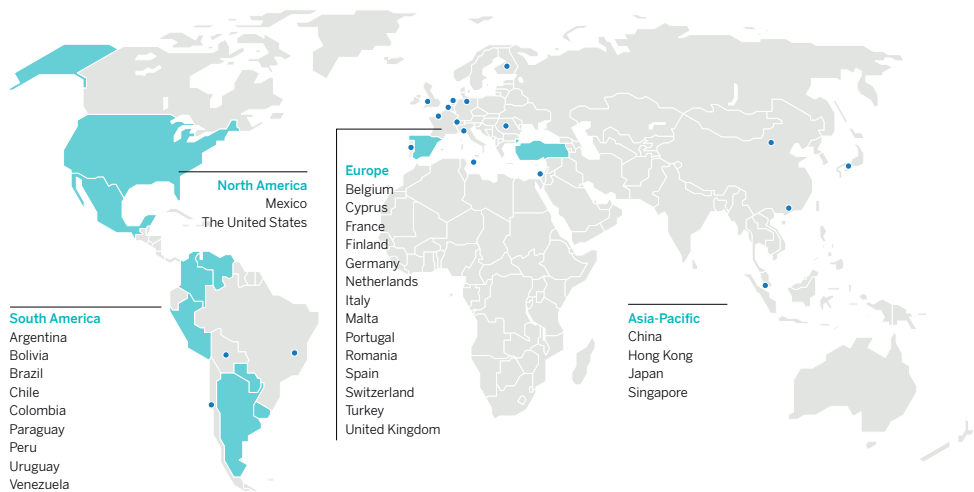 North America
Mexico
The United States
Europe
Belgium
Cyprus
France
Finland
Germany
Netherlands
Italy
Malta
Portugal
Romania
Spain
Switzerland
Turkey
United Kingdom
South America
Argentina
Bolivia
Brazil
Chile
Colombia
Paraguay
Peru
Uruguay
Venezuela
Asia-Pacific
China
Hong Kong
Japan
Singapore